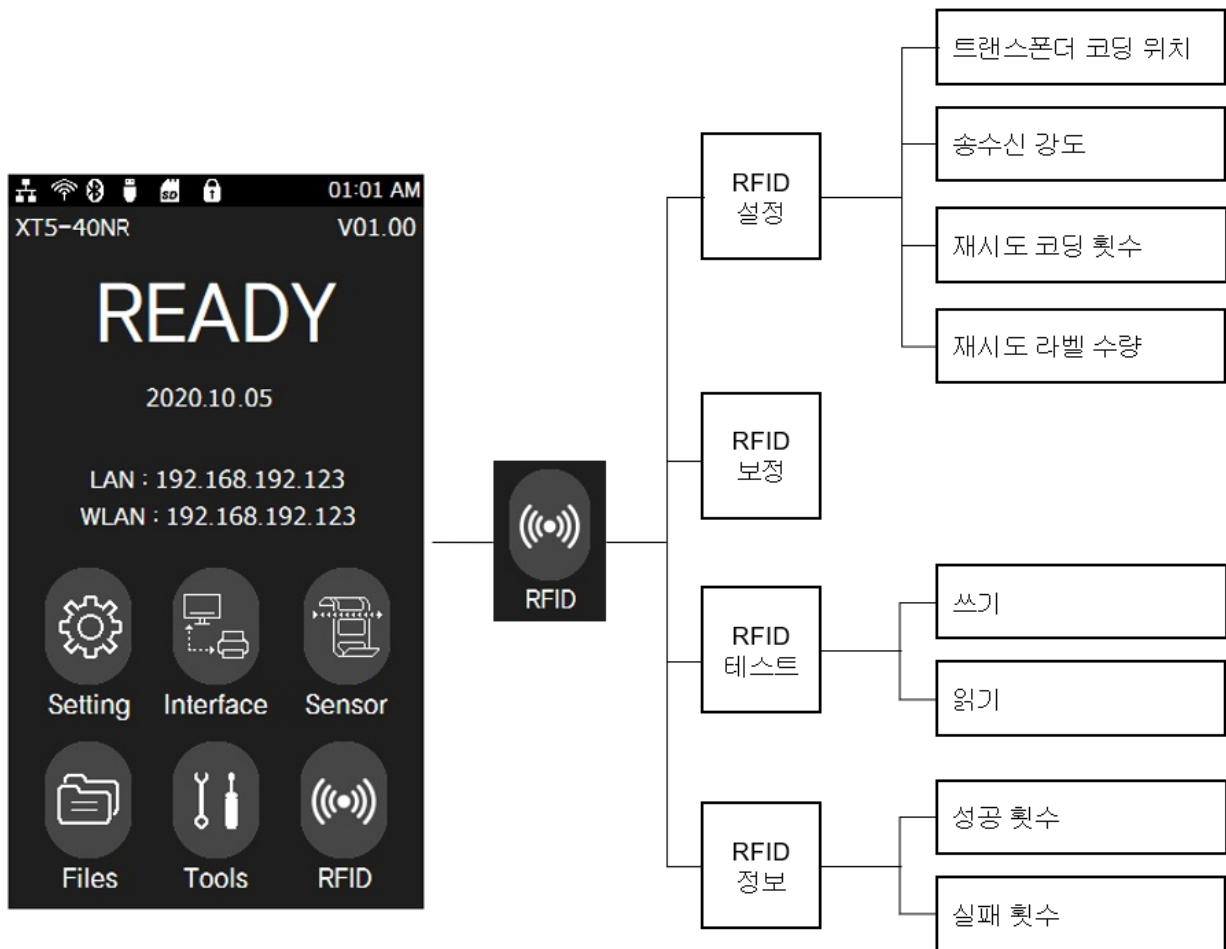 01:01 AM
XT5-40NR V01.00
READY
2020.10.05
LAN : 192.168.192.123
WLAN : 192.168.192.123
Setting Interface Sensor
Files Tools RFID
RFID
RFID
설정
트랜스폰더 코딩 위치
송수신 강도
재시도 코딩 횟수
재시도 라벨 수량
RFID
보정
RFID
테스트
쓰기
읽기
RFID
정보
성공 횟수
실패 횟수